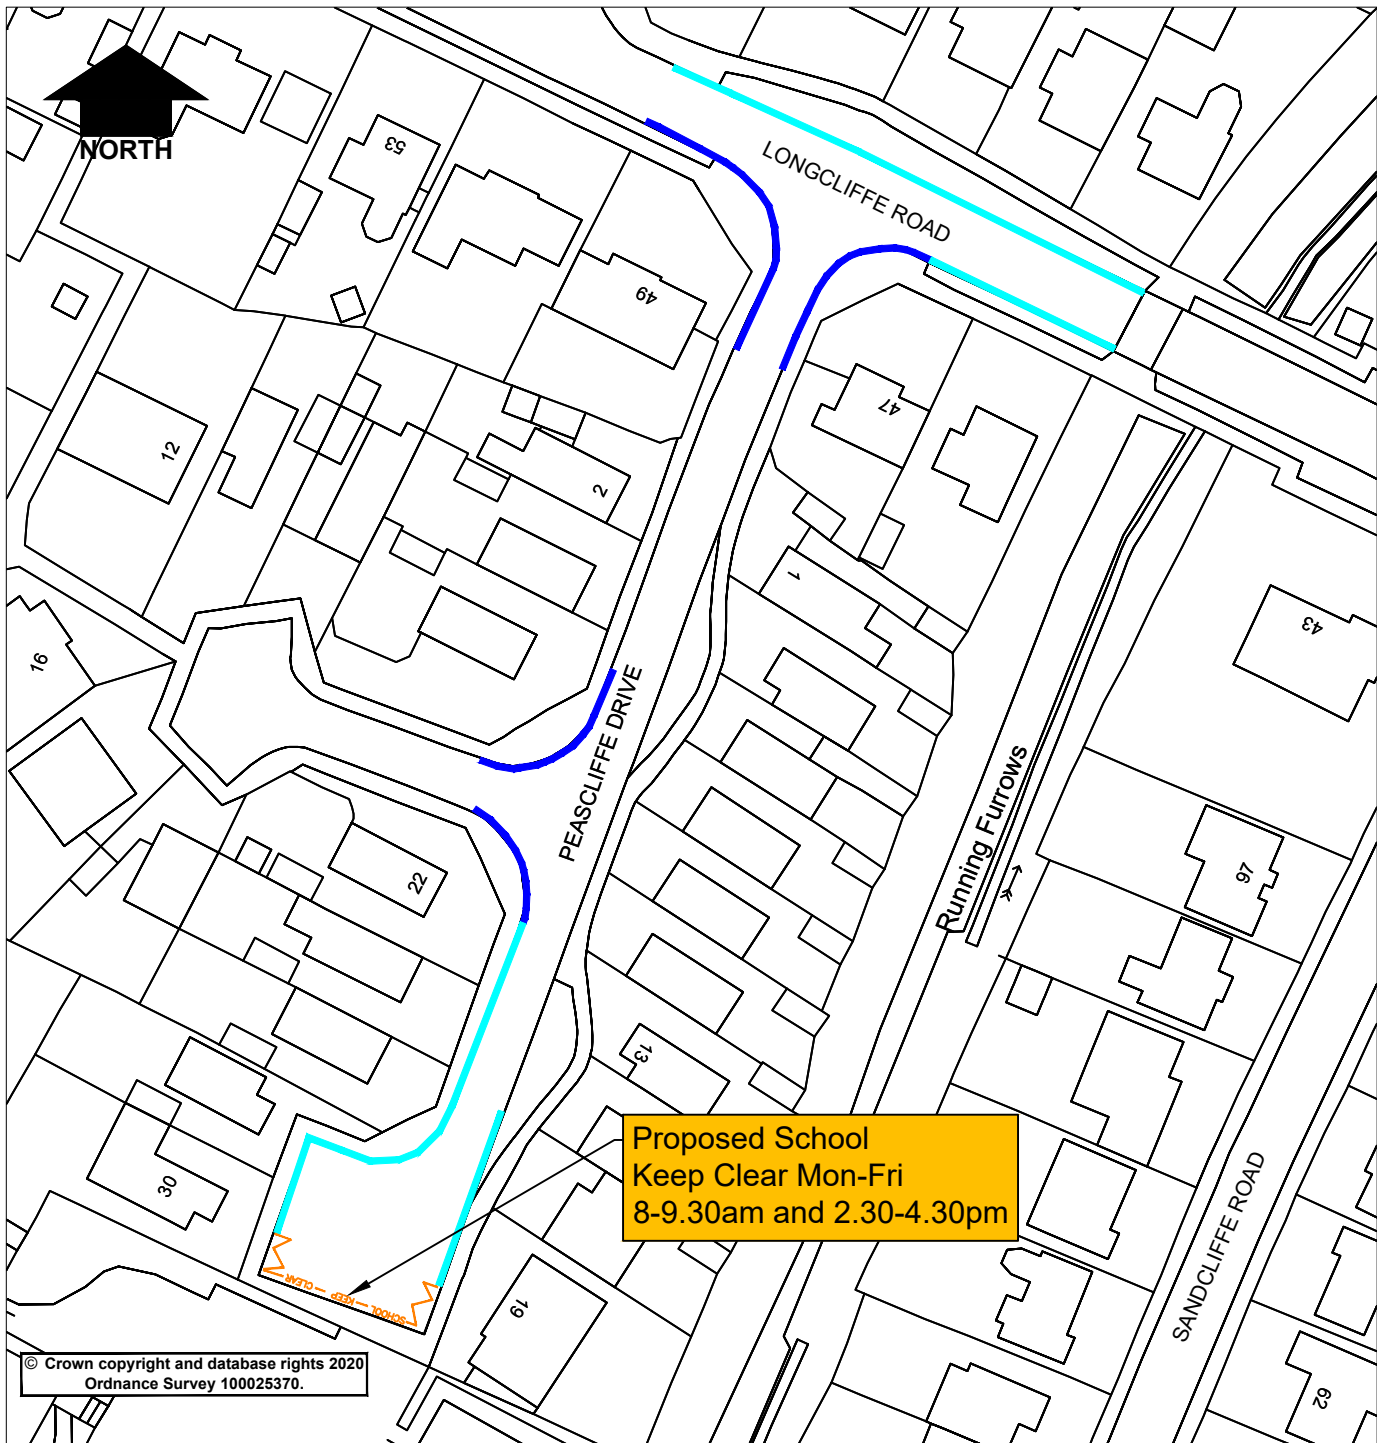 NORTH
53
LONGCLIFFE ROAD
49
47
12
2
1
43
16
PEASCLIFFE DRIVE
Running Furrows
22
97
13
Proposed School
Keep Clear Mon-Fri
8-9.30am and 2.30-4.30pm
30
SANDCLIFFE ROAD
SCHOOL — KEEP — CLEAR
19
62
© Crown copyright and database rights 2020
Ordnance Survey 100025370.